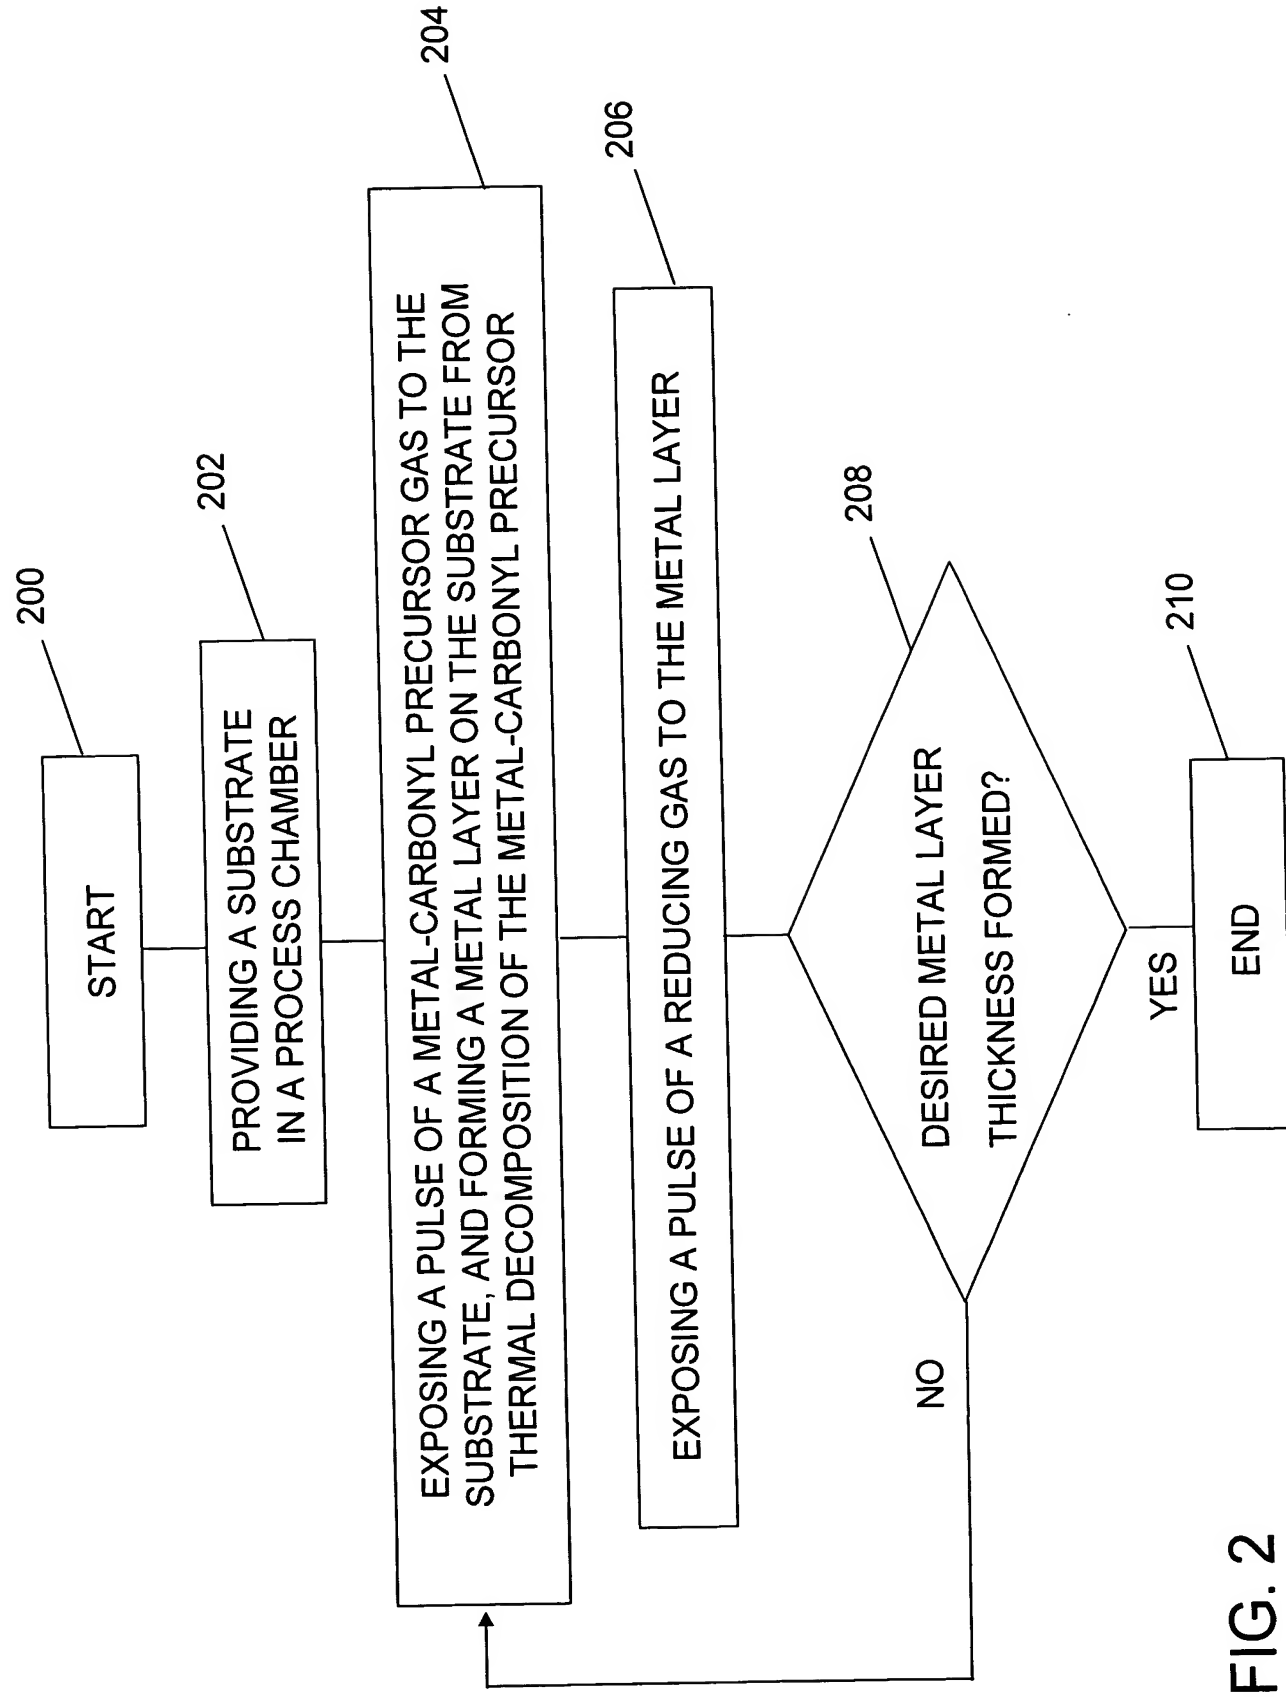 200
START
202
PROVIDING A SUBSTRATE
IN A PROCESS CHAMBER
204
EXPOSING A PULSE OF A METAL-CARBONYL PRECURSOR GAS TO THE
SUBSTRATE, AND FORMING A METAL LAYER ON THE SUBSTRATE FROM
THERMAL DECOMPOSITION OF THE METAL-CARBONYL PRECURSOR
206
EXPOSING A PULSE OF A REDUCING GAS TO THE METAL LAYER
208
DESIRED METAL LAYER
THICKNESS FORMED?
NO
YES
210
END
FIG. 2